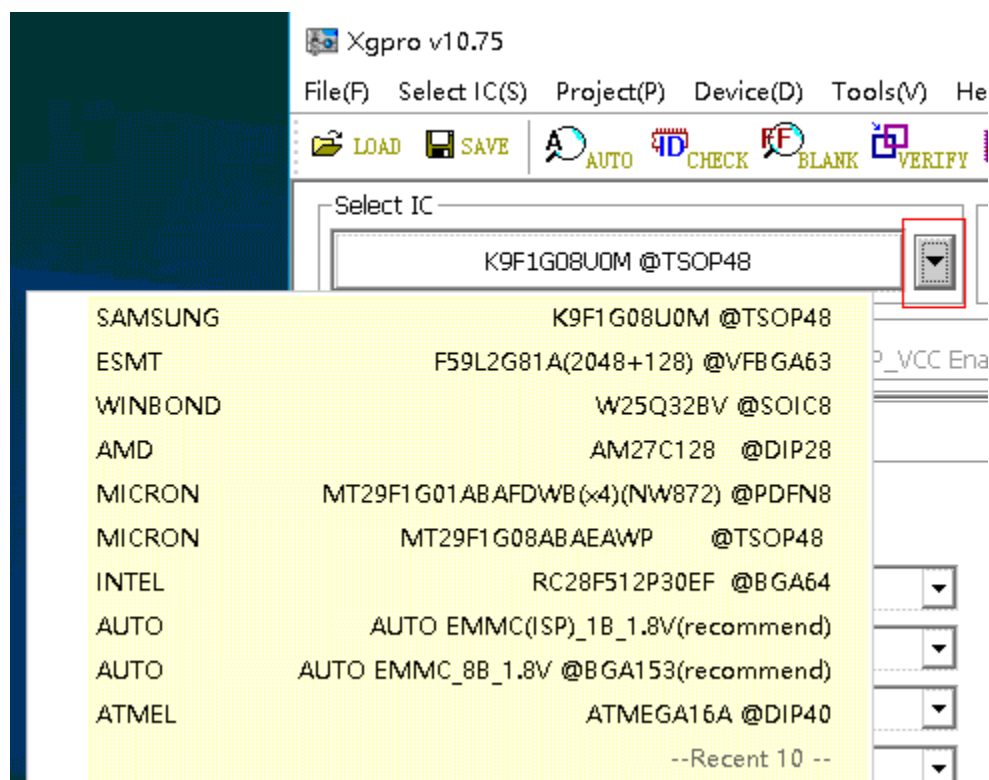 Xgpro v10.75
File(F) Select IC(S) Project(P) Device(D) Tools(V) He
LOAD SAVE AUTO CHECK BLANK VERIFY
Select IC
K9F1G08U0M @TSOP48
SAMSUNG K9F1G08U0M @TSOP48
ESMT F59L2G81A(2048+128) @VFBGA63
P_VCC Ena
WINBOND W25Q32BV @SOIC8
AMD AM27C128 @DIP28
MICRON MT29F1G01ABAFDWB(x4)(NW872) @PDFN8
MICRON MT29F1G08ABAEAWP @TSOP48
INTEL RC28F512P30EF @BGA64
AUTO AUTO EMMC(ISP)_1B_1.8V(recommend)
AUTO AUTO EMMC_8B_1.8V @BGA153(recommend)
ATMEL ATMEGA16A @DIP40
--Recent 10 --